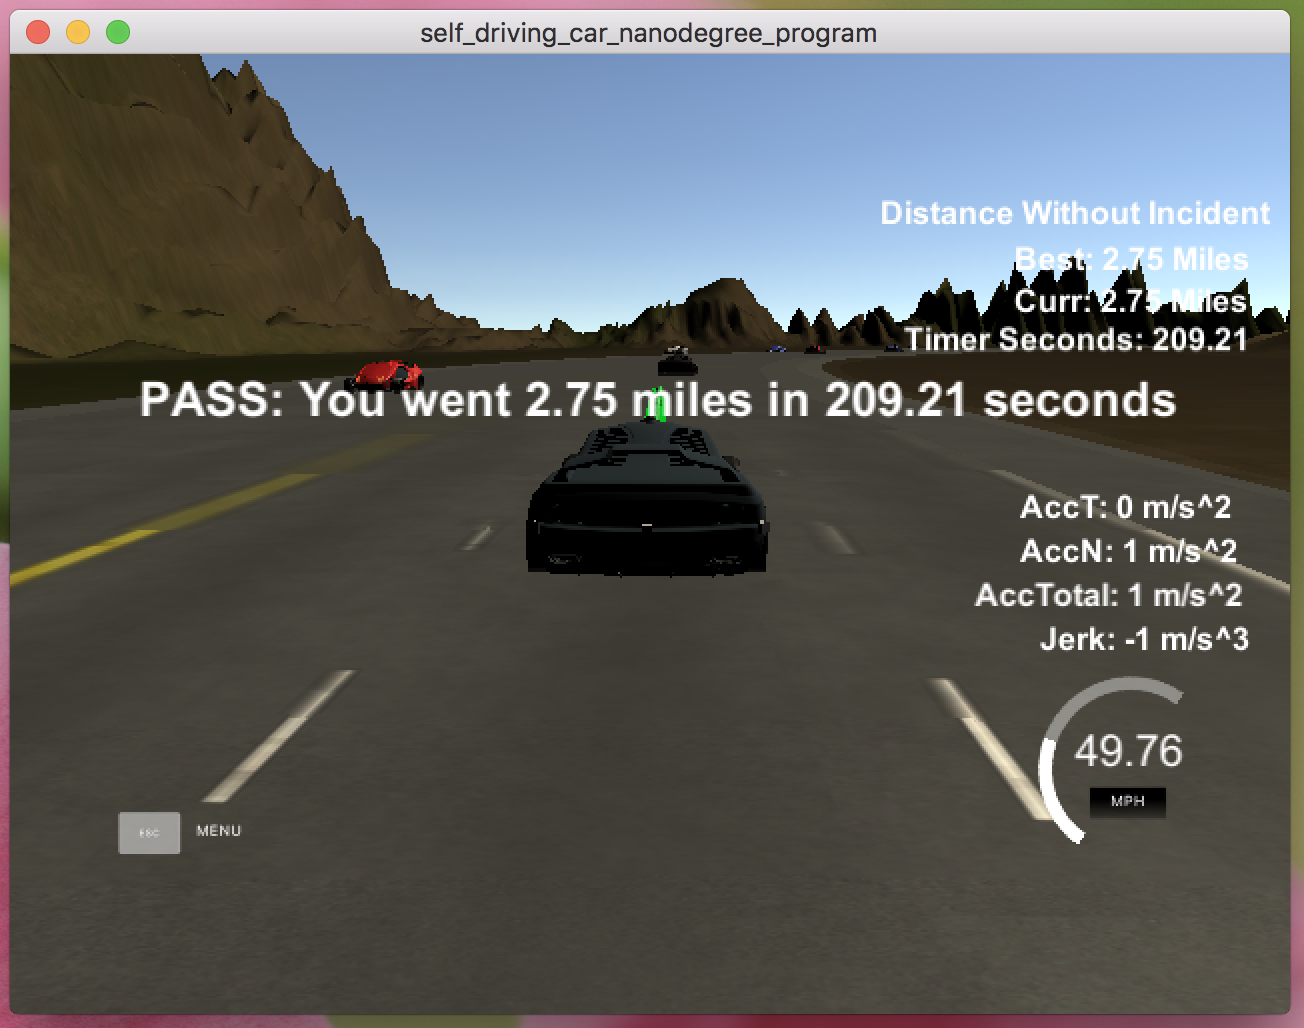 self_driving_car_nanodegree_program
Distance Without Incident
Best: 2.75 Miles
Curr: 2.75 Miles
Timer Seconds: 209.21
PASS: You went 2.75 miles in 209.21 seconds
AccT: 0 m/s^2
AccN: 1 m/s^2
AccTotal: 1 m/s^2
Jerk: -1 m/s^3
49.76
MPH
ESC MENU